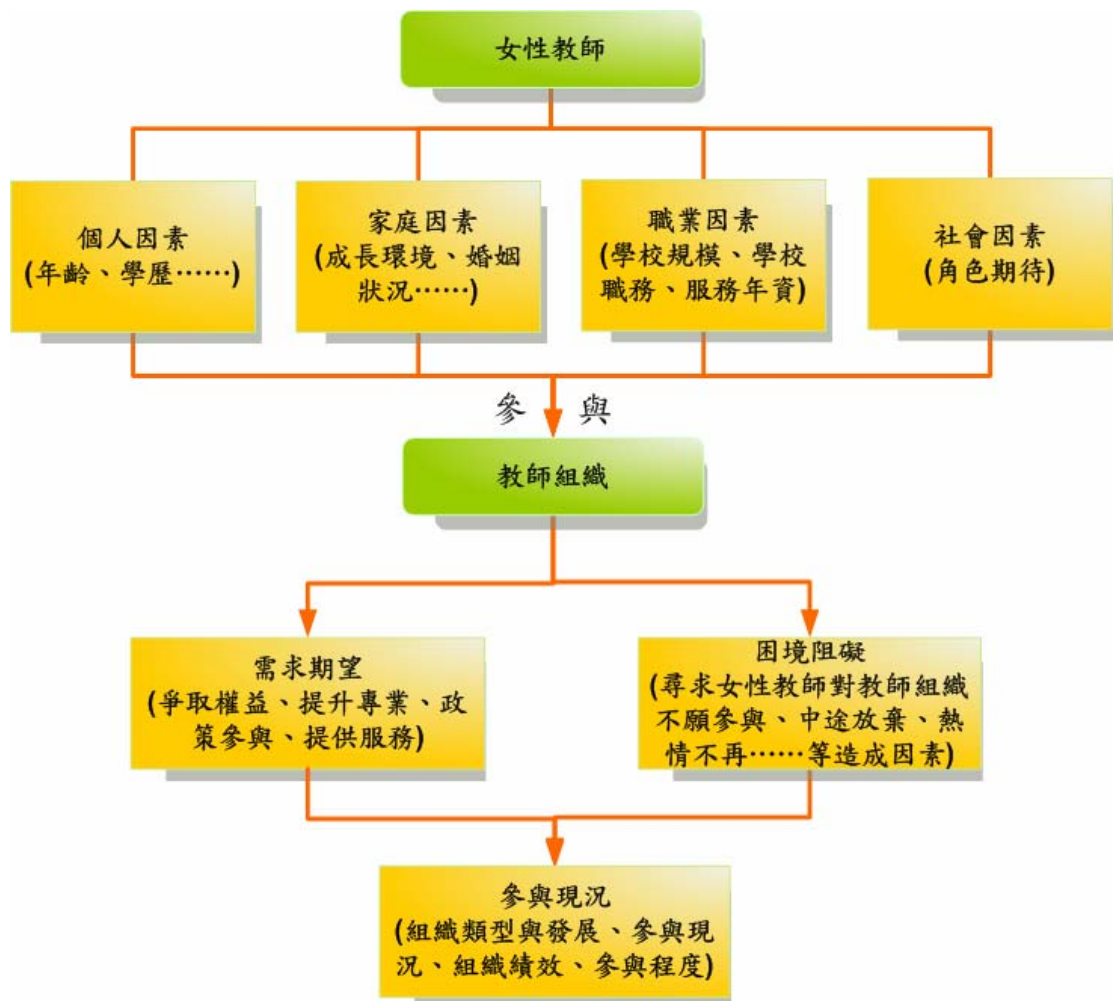 女性教師
個人因素
(年齡、學歷……)
家庭因素
(成長環境、婚姻
狀況……)
職業因素
(學校規模、學校
職務、服務年資)
社會因素
(角色期待)
參 與
教師組織
需求期望
(爭取權益、提升專業、政
策參與、提供服務)
困境阻礙
(尋求女性教師對教師組織
不願參與、中途放棄、熱
情不再……等造成因素)
參與現況
(組織類型與發展、參與現
況、組織績效、參與程度)